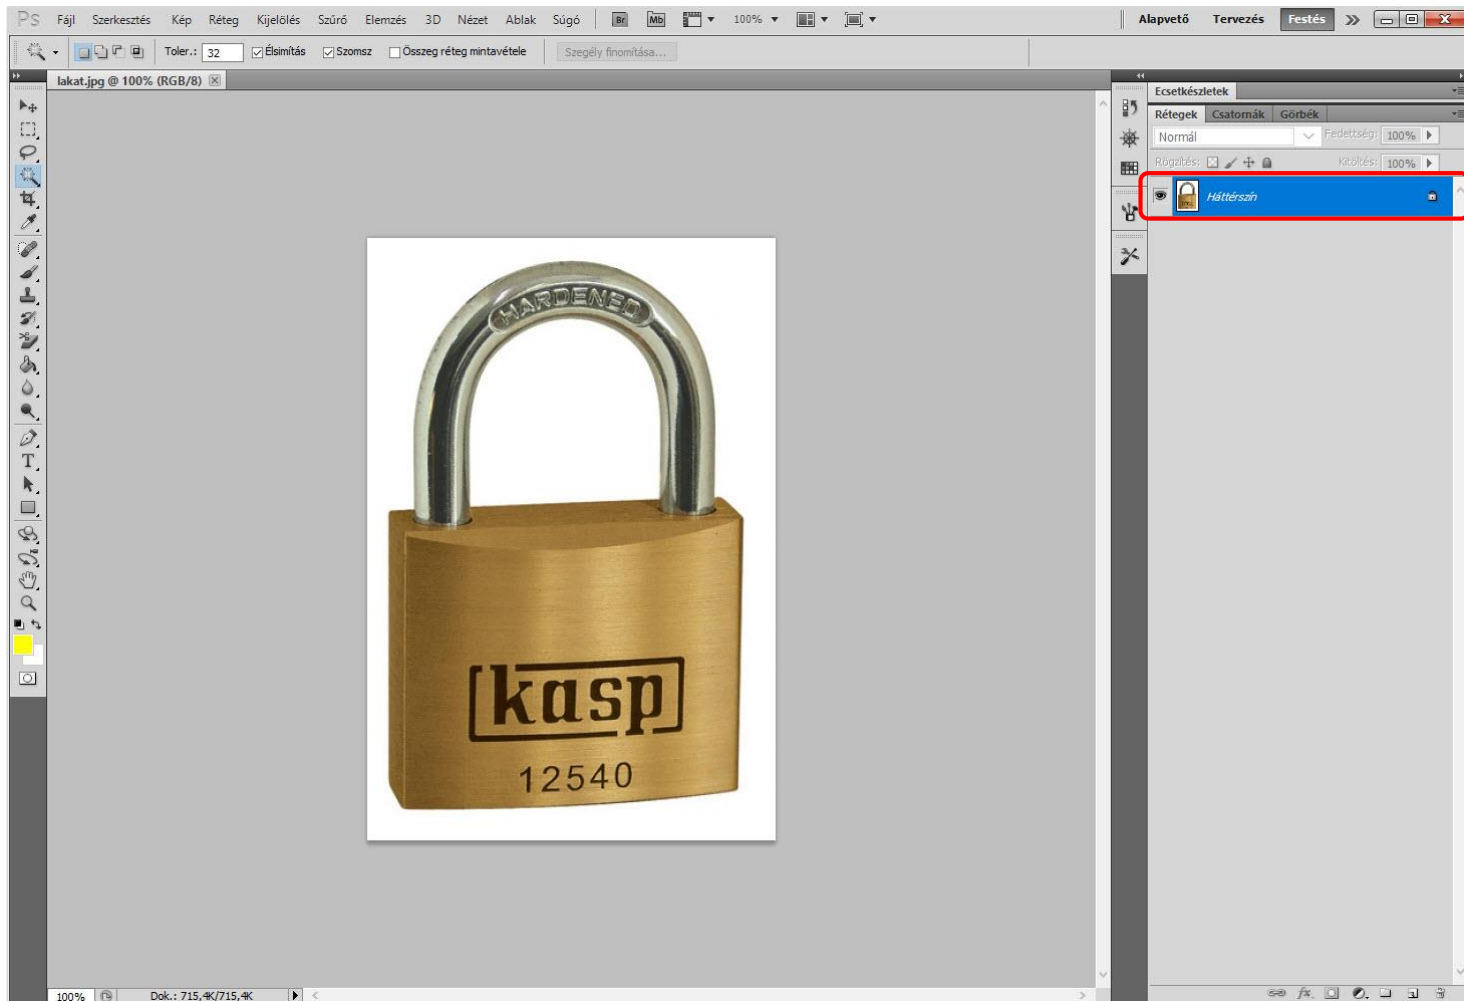 Ps Fájl Szerkesztés Kép Réteg Kijelölés Szűrő Elemzés 3D Nézet Ablak Súgó Br Mb 100% Alapvető Tervezés Festés
Toler.: 32 Élsimítás Szomsz Összeg réteg mintavétele Szegély finomítása...
lakat.jpg @ 100% (RGB/8)
Ecsetkészletek
Rétegek Csatornák Görbék
Normál Fedettség: 100%
Rögzítés: Kitöltés: 100%
Háttérszín
HARDENED
kasp
12540
100% Dok.: 715,4K/715,4K